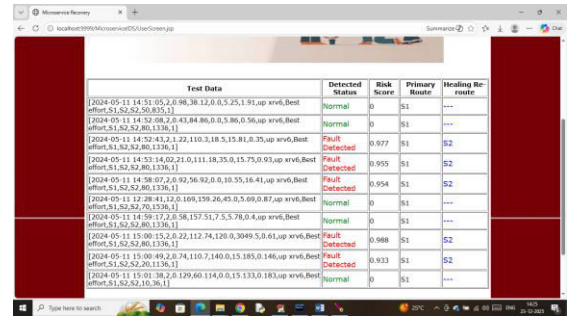 Microservice Recovery
localhost:9999/MicroserviceIDS/UserScreen.jsp
Summarize
Chat
Test Data Detected Status Risk Score Primary Route Healing Re-route
[2024-05-11 14:51:05,2,0.98,38.12,0.0,5.25,1.91,up xrv6,Best
effort,S1,S2,S2,50,835,1] Normal 0 S1 ---
[2024-05-11 14:52:08,2,0.43,84.86,0.0,5.86,0.56,up xrv6,Best
effort,S1,S2,S2,80,1336,1] Normal 0 S1 ---
[2024-05-11 14:52:43,2,1.22,110.3,18.5,15.81,0.35,up xrv6,Best
effort,S1,S2,S2,80,1336,1] Fault Detected 0.977 S1 S2
[2024-05-11 14:53:14,02,21.0,111.18,35.0,15.75,0.93,up xrv6,Best
effort,S1,S2,S2,80,1336,1] Fault Detected 0.955 S1 S2
[2024-05-11 14:58:07,2,0.92,56.92,0.0,10.55,16.41,up xrv6,Best
effort,S1,S2,S2,80,1336,1] Fault Detected 0.954 S1 S2
[2024-05-11 12:28:41,12,0.169,159.26,45.0,5.69,0.87,up xrv6,Best
effort,S1,S2,S2,70,1536,1] Normal 0 S1 ---
[2024-05-11 14:59:17,2,0.58,157.51,7.5,5.78,0.4,up xrv6,Best
effort,S1,S2,S2,80,1336,1] Normal 0 S1 ---
[2024-05-11 15:00:15,2,0.22,112.74,120.0,3049.5,0.61,up xrv6,Best
effort,S1,S2,S2,80,1336,1] Fault Detected 0.988 S1 S2
[2024-05-11 15:00:49,2,0.74,110.7,140.0,15.185,0.146,up xrv6,Best
effort,S1,S2,S2,20,1136,1] Fault Detected 0.933 S1 S2
[2024-05-11 15:01:38,2,0.129,60.114,0.0,15.133,0.183,up xrv6,Best
effort,S1,S2,S2,10,36,1] Normal 0 S1 ---
Type here to search
25°C
ENG
14:25
25-12-2025